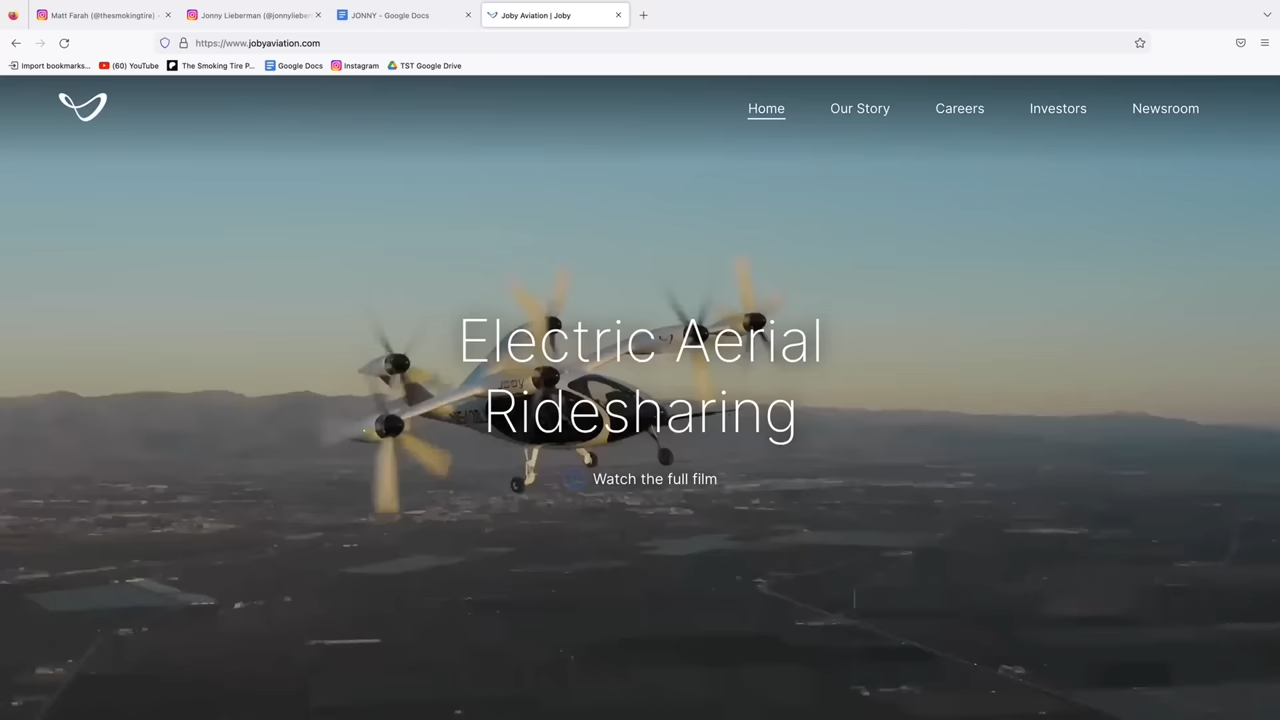 Matt Farah (@thesmokingtire) ·
Jonny Lieberman (@jonnylieber
JONNY - Google Docs
Joby Aviation | Joby
https://www.jobyaviation.com
Import bookmarks...
(60) YouTube
The Smoking Tire P...
Google Docs
Instagram
TST Google Drive
Home
Our Story
Careers
Investors
Newsroom
Electric Aerial
Ridesharing
Watch the full film
JOBY